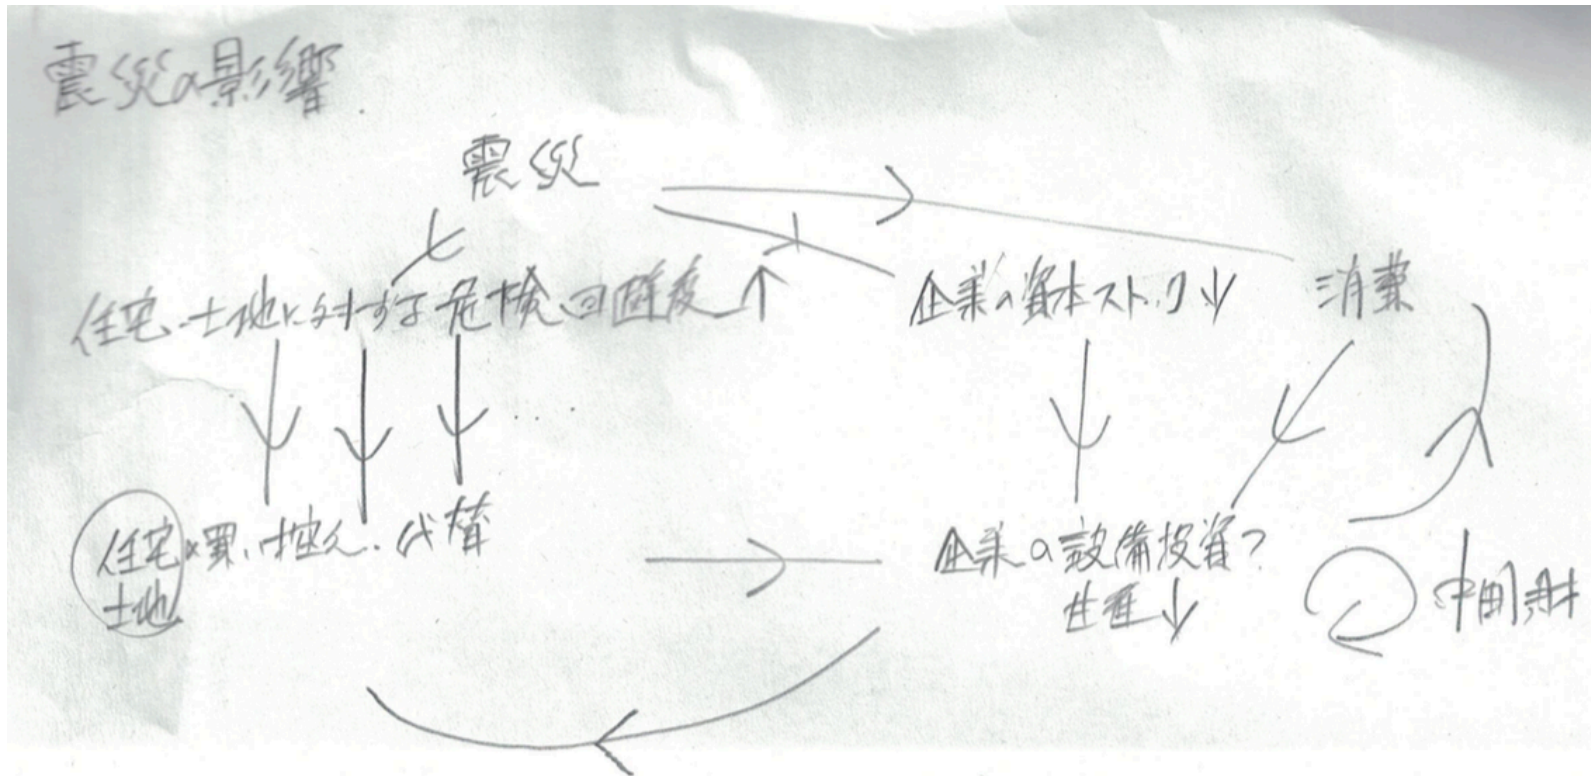 震災の影響.
震災
住宅・土地に対する危険回避度↑
企業の資本ストック↓
消費
住宅の買い控え・代替
土地
企業の設備投資?
生産↓
中間財